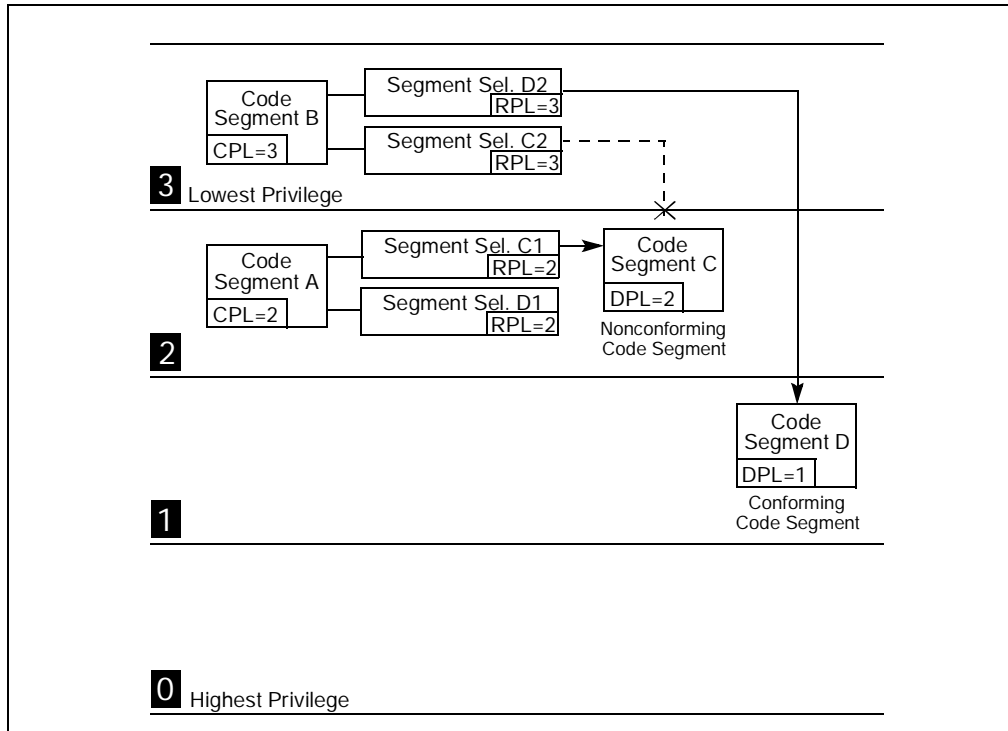 Code
Segment B
CPL=3
Segment Sel. D2
RPL=3
Segment Sel. C2
RPL=3
3
Lowest Privilege
Code
Segment A
CPL=2
Segment Sel. C1
RPL=2
Segment Sel. D1
RPL=2
Code
Segment C
DPL=2
Nonconforming
Code Segment
2
Code
Segment D
DPL=1
Conforming
Code Segment
1
0
Highest Privilege